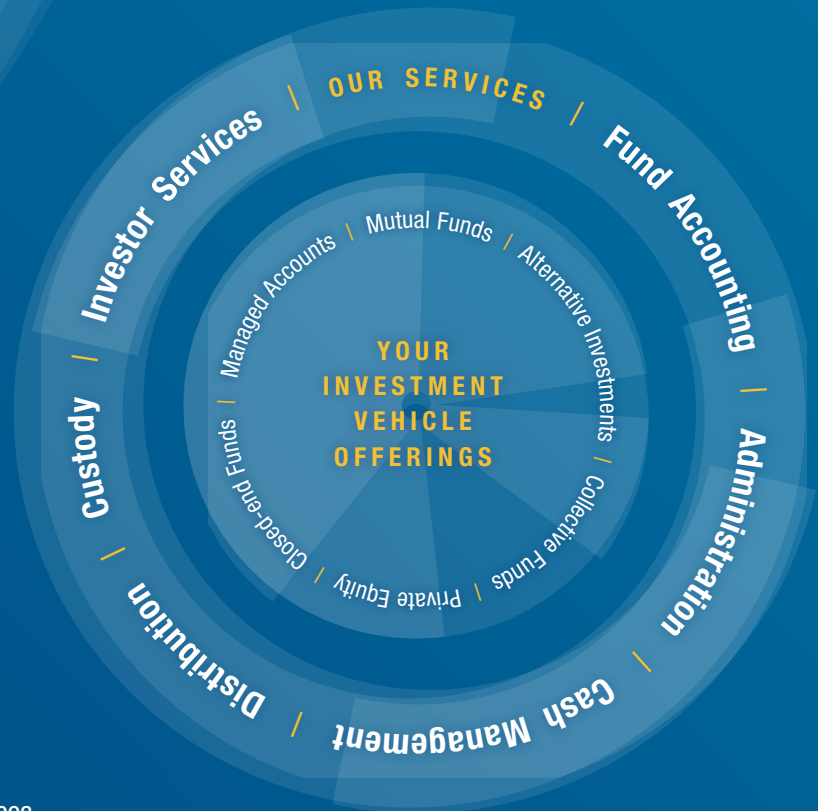 OUR SERVICES
|
Fund Accounting
|
Administration
|
Cash Management
|
Distribution
|
Custody
|
Investor Services
|
Mutual Funds
|
Alternative Investments
|
Collective Funds
|
Private Equity
|
Closed-end Funds
|
Managed Accounts
|
YOUR
INVESTMENT
VEHICLE
OFFERINGS